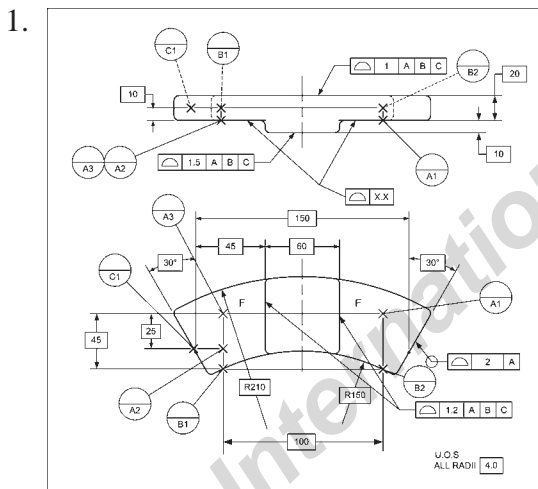 1.
C1
B1
B2
⌓ 1 A B C
20
10
A3 A2
⌓ 1.5 A B C
A1
10
⌓ X.X
A3
150
45 60
30° 30°
C1
F F
A1
45 25
A2
B1
R210
R150
B2
⌓ 2 A
⌓ 1.2 A B C
100
U.O.S
ALL RADII 4.0
Internation